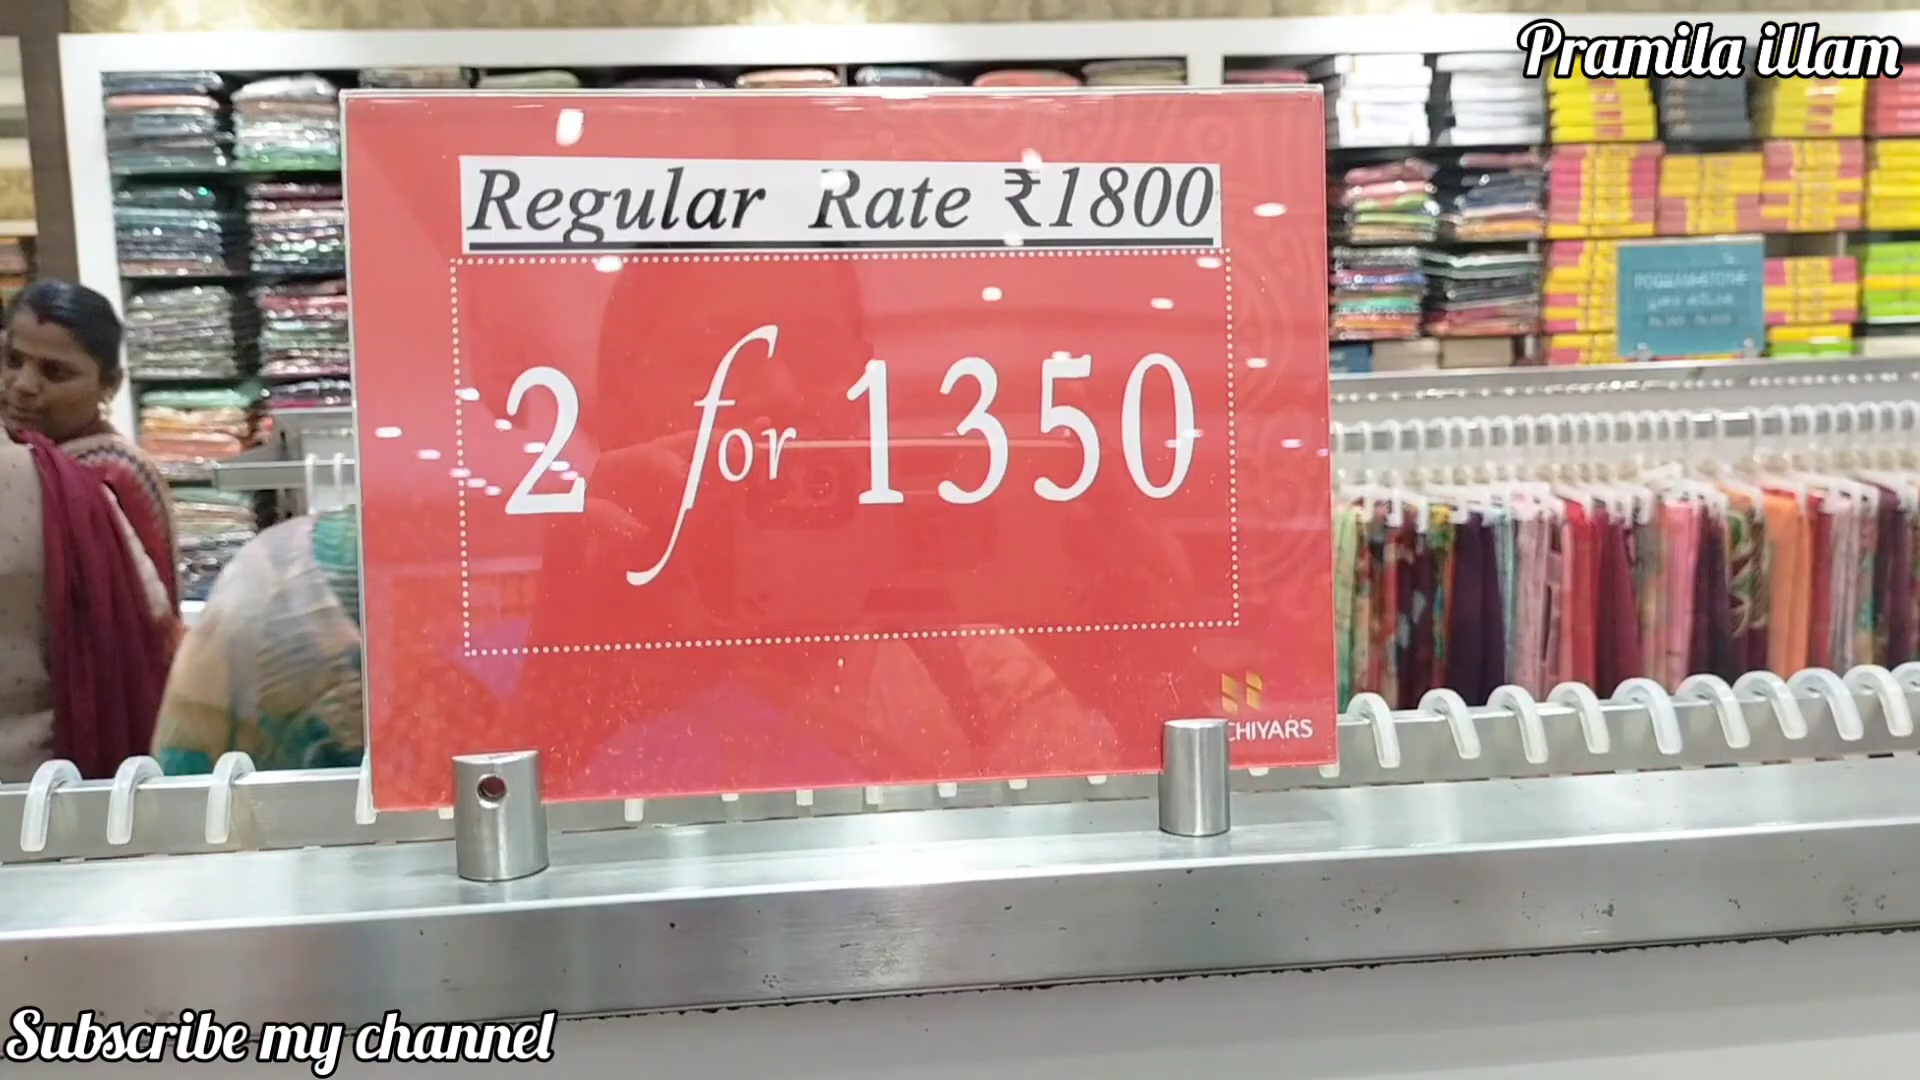 Pramila illam
Regular Rate ₹1800
2 for 1350
CHIYARS
Subscribe my channel